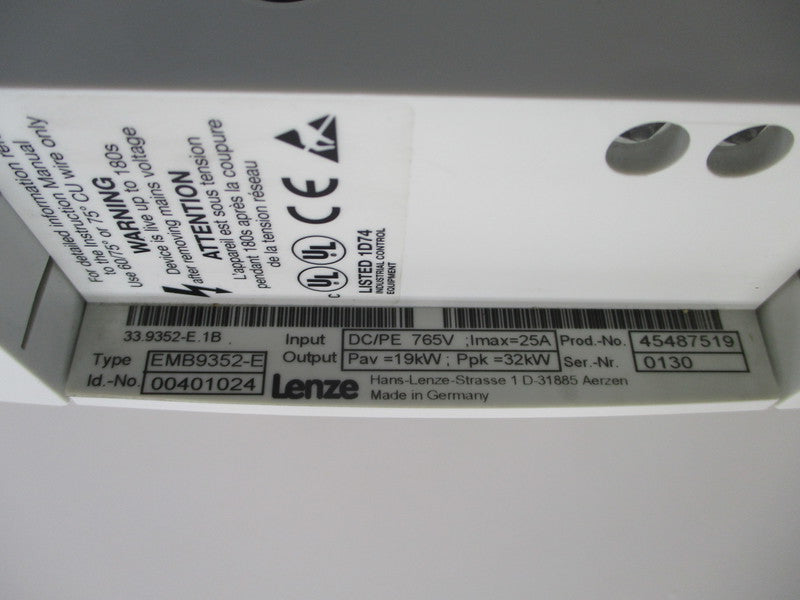 For detailed information
refer to the Instruction Manual
Use 60/75° or 75° CU wire only
WARNING
Device is live up to 180s
after removing mains voltage
ATTENTION
L'appareil est sous tension
pendant 180s après la coupure
de la tension réseau
CE
C UL UL
LISTED 1D74
INDUSTRIAL CONTROL
EQUIPMENT
33.9352-E.1B
Type EMB9352-E
Id.-No. 00401024
Input DC/PE 765V ;Imax=25A
Output Pav=19kW ; Ppk=32kW
Prod.-No. 45487519
Ser.-Nr. 0130
Lenze
Hans-Lenze-Strasse 1 D-31885 Aerzen
Made in Germany